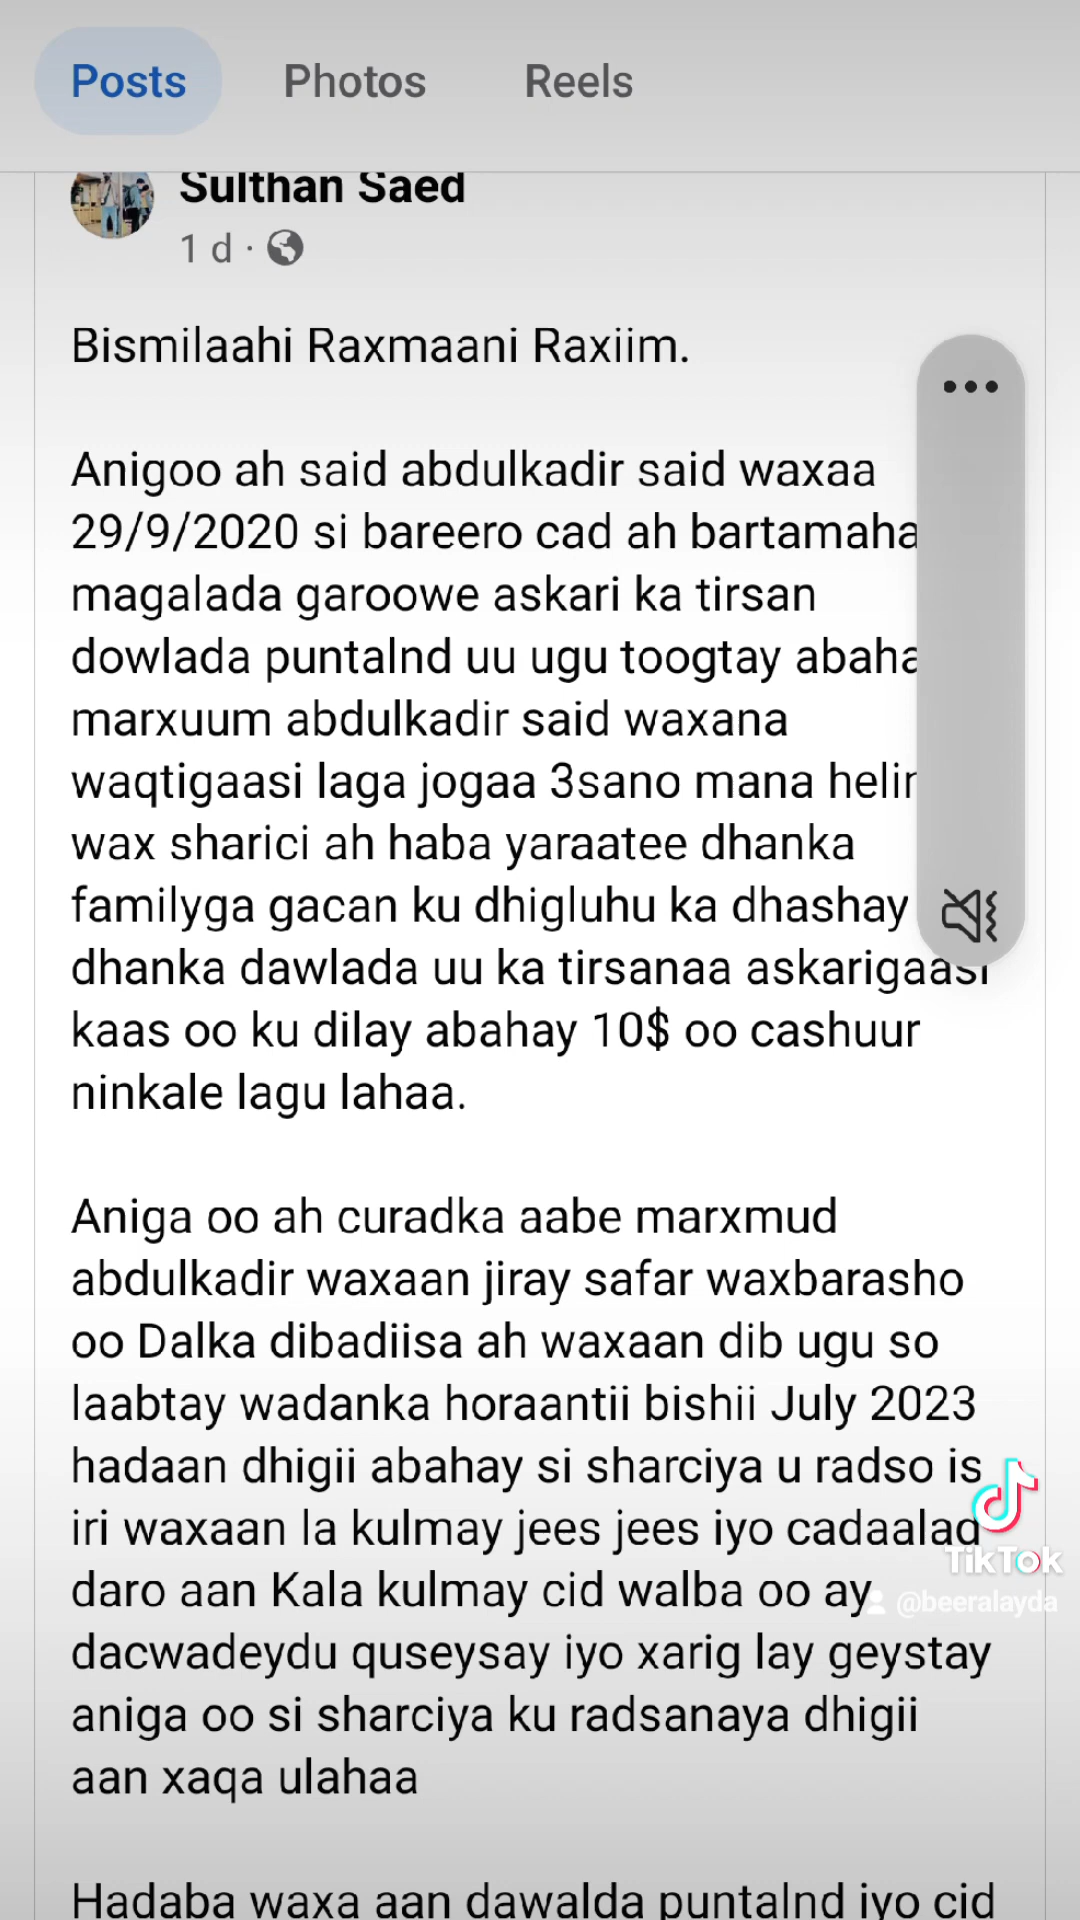 Posts Photos Reels
Sulthan Saed
1 d ·
Bismilaahi Raxmaani Raxiim.
Anigoo ah said abdulkadir said waxaa
29/9/2020 si bareero cad ah bartamaha
magalada garoowe askari ka tirsan
dowlada puntalnd uu ugu toogtay abaha
marxuum abdulkadir said waxana
waqtigaasi laga jogaa 3sano mana
wax sharici ah haba yaraatee dhanka
familyga gacan ku dhigluhu ka dhashay
dhanka dawlada uu ka tirsanaa askarigaasi
kaas oo ku dilay abahay 10$ oo cashuur
ninkale lagu lahaa.
Aniga oo ah curadka aabe marxmud
abdulkadir waxaan jiray safar waxbarasho
oo Dalka dibadiisa ah waxaan dib ugu so
laabtay wadanka horaantii bishii July 2023
hadaan dhigii abahay si sharciya u radso is
iri waxaan la kulmay jees jees iyo cadaalad
daro aan Kala kulmay cid walba oo ay
dacwadeydu quseysay iyo xarig lay geystay
aniga oo si sharciya ku radsanaya dhigii
aan xaqa ulahaa
Hadaba waxa aan dawalda puntalnd iyo cid
TikTok
@beeralayda